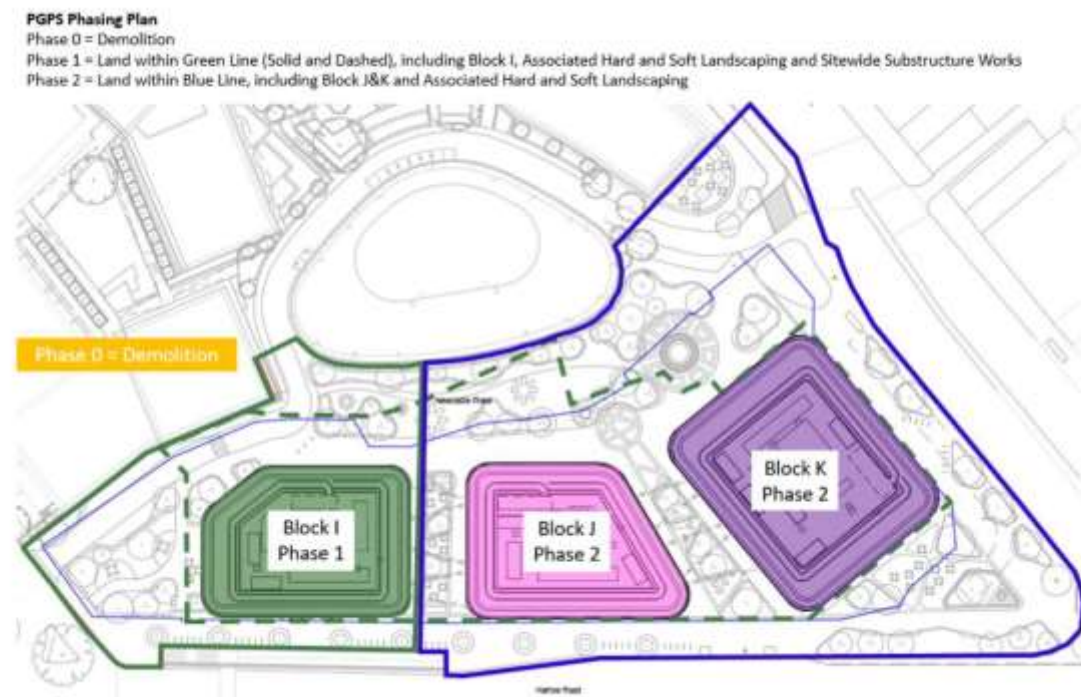 PGPS Phasing Plan
Phase 0 = Demolition
Phase 1 = Land within Green Line (Solid and Dashed), including Block I, Associated Hard and Soft Landscaping and Sitewide Substructure Works
Phase 2 = Land within Blue Line, including Block J&K and Associated Hard and Soft Landscaping
Phase 0 = Demolition
Block K
Phase 2
Block I
Phase 1
Block J
Phase 2